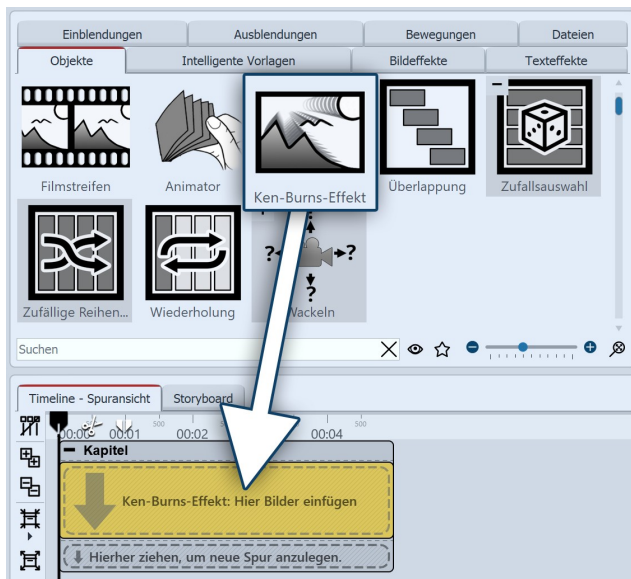 Einblendungen Ausblendungen Bewegungen Dateien
Objekte Intelligente Vorlagen Bildeffekte Texteffekte
Filmstreifen Animator Ken-Burns-Effekt Überlappung Zufallsauswahl
Zufällige Reihen... Wiederholung Wackeln
Suchen
Timeline - Spuransicht Storyboard
500 500
00:00 00:01 00:02 00:04
Kapitel
Ken-Burns-Effekt: Hier Bilder einfügen
Hierher ziehen, um neue Spur anzulegen.